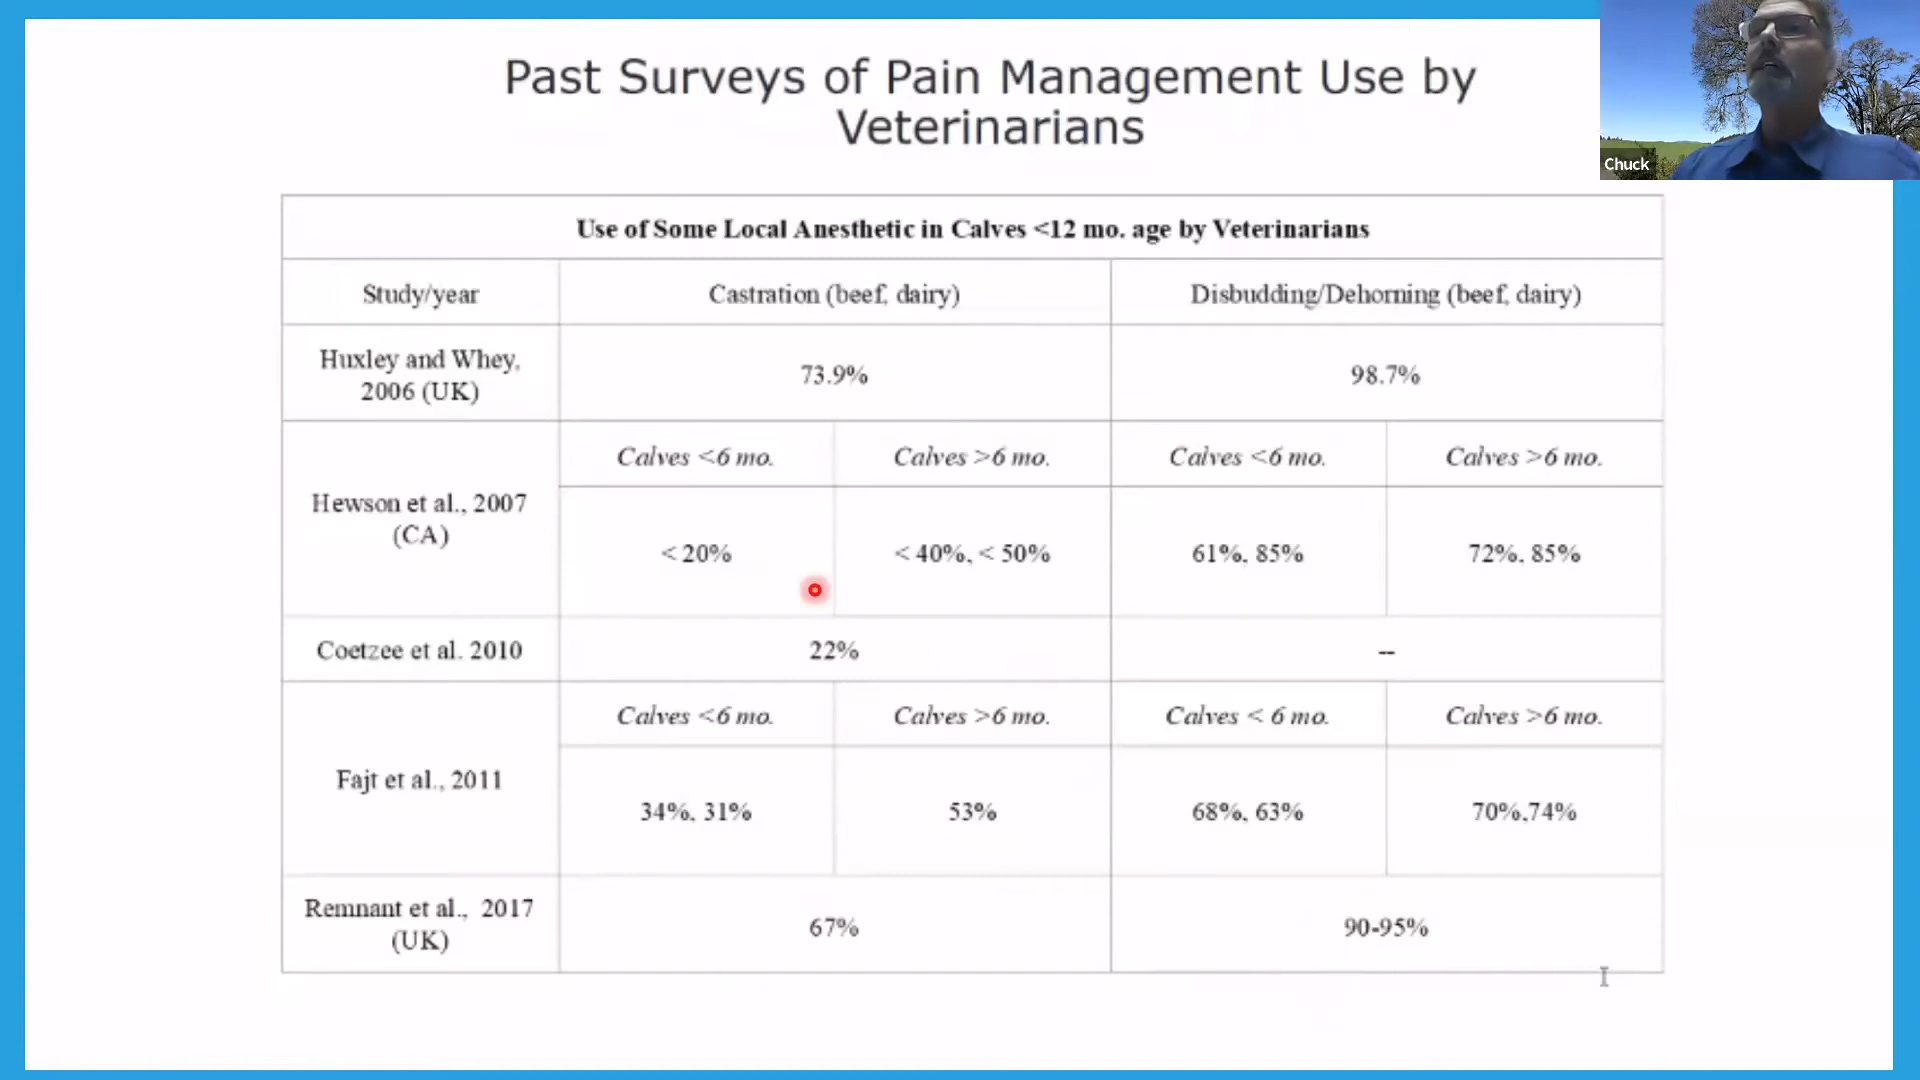 Past Surveys of Pain Management Use by
Veterinarians
Chuck
Use of Some Local Anesthetic in Calves <12 mo. age by Veterinarians
Study/year
Castration (beef, dairy)
Disbudding/Dehorning (beef, dairy)
Huxley and Whey,
2006 (UK)
73.9%
98.7%
Hewson et al., 2007
(CA)
Calves <6 mo.
Calves >6 mo.
Calves <6 mo.
Calves >6 mo.
< 20%
< 40%, < 50%
61%, 85%
72%, 85%
Coetzee et al. 2010
22%
--
Fajt et al., 2011
Calves <6 mo.
Calves >6 mo.
Calves < 6 mo.
Calves >6 mo.
34%, 31%
53%
68%, 63%
70%,74%
Remnant et al., 2017
(UK)
67%
90-95%